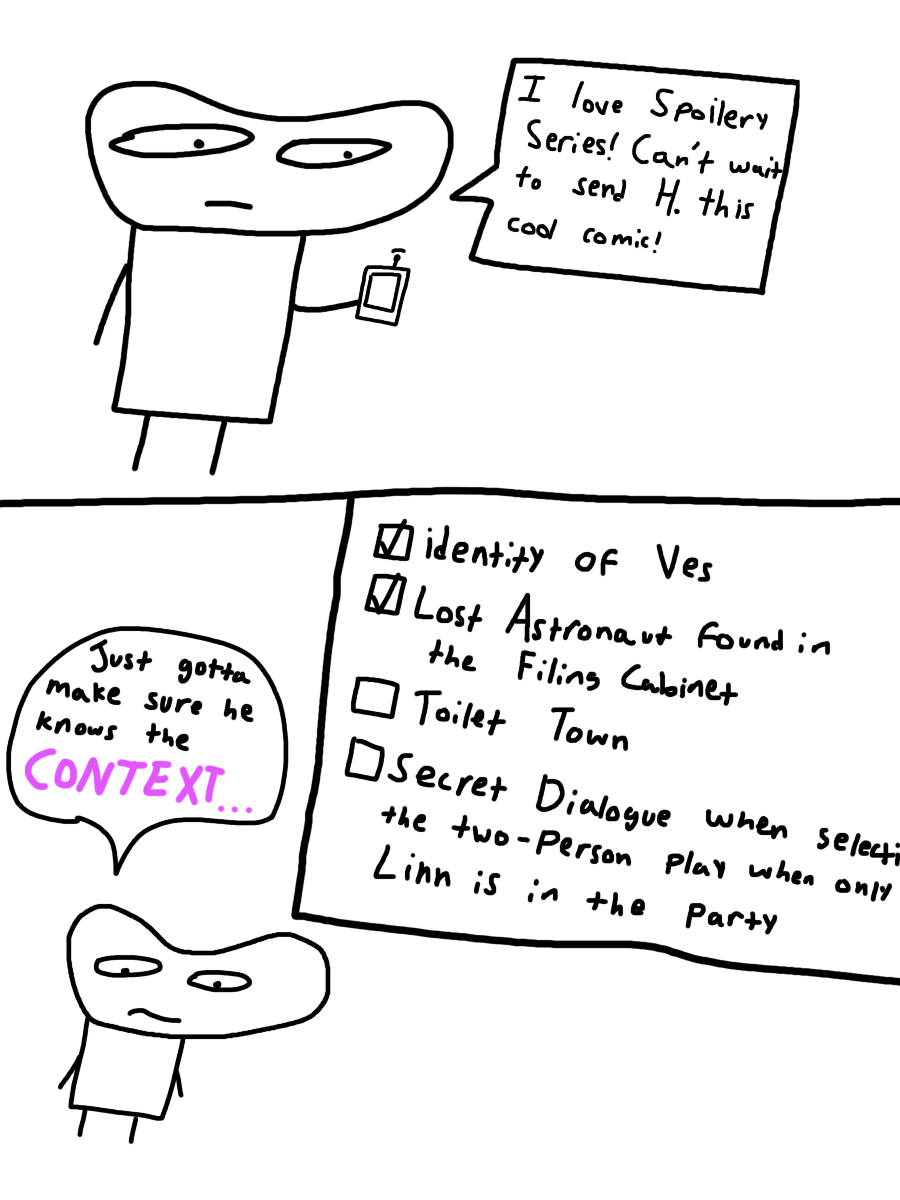 I love Spoilery
Series! Can't wait
to send H. this
cool comic!
Just gotta
make sure he
knows the
CONTEXT...
identity of Ves
Lost Astronaut found in
the Filing Cabinet
Toilet Town
Secret Dialogue when selecti
the two-Person Play when only
Linn is in the Party